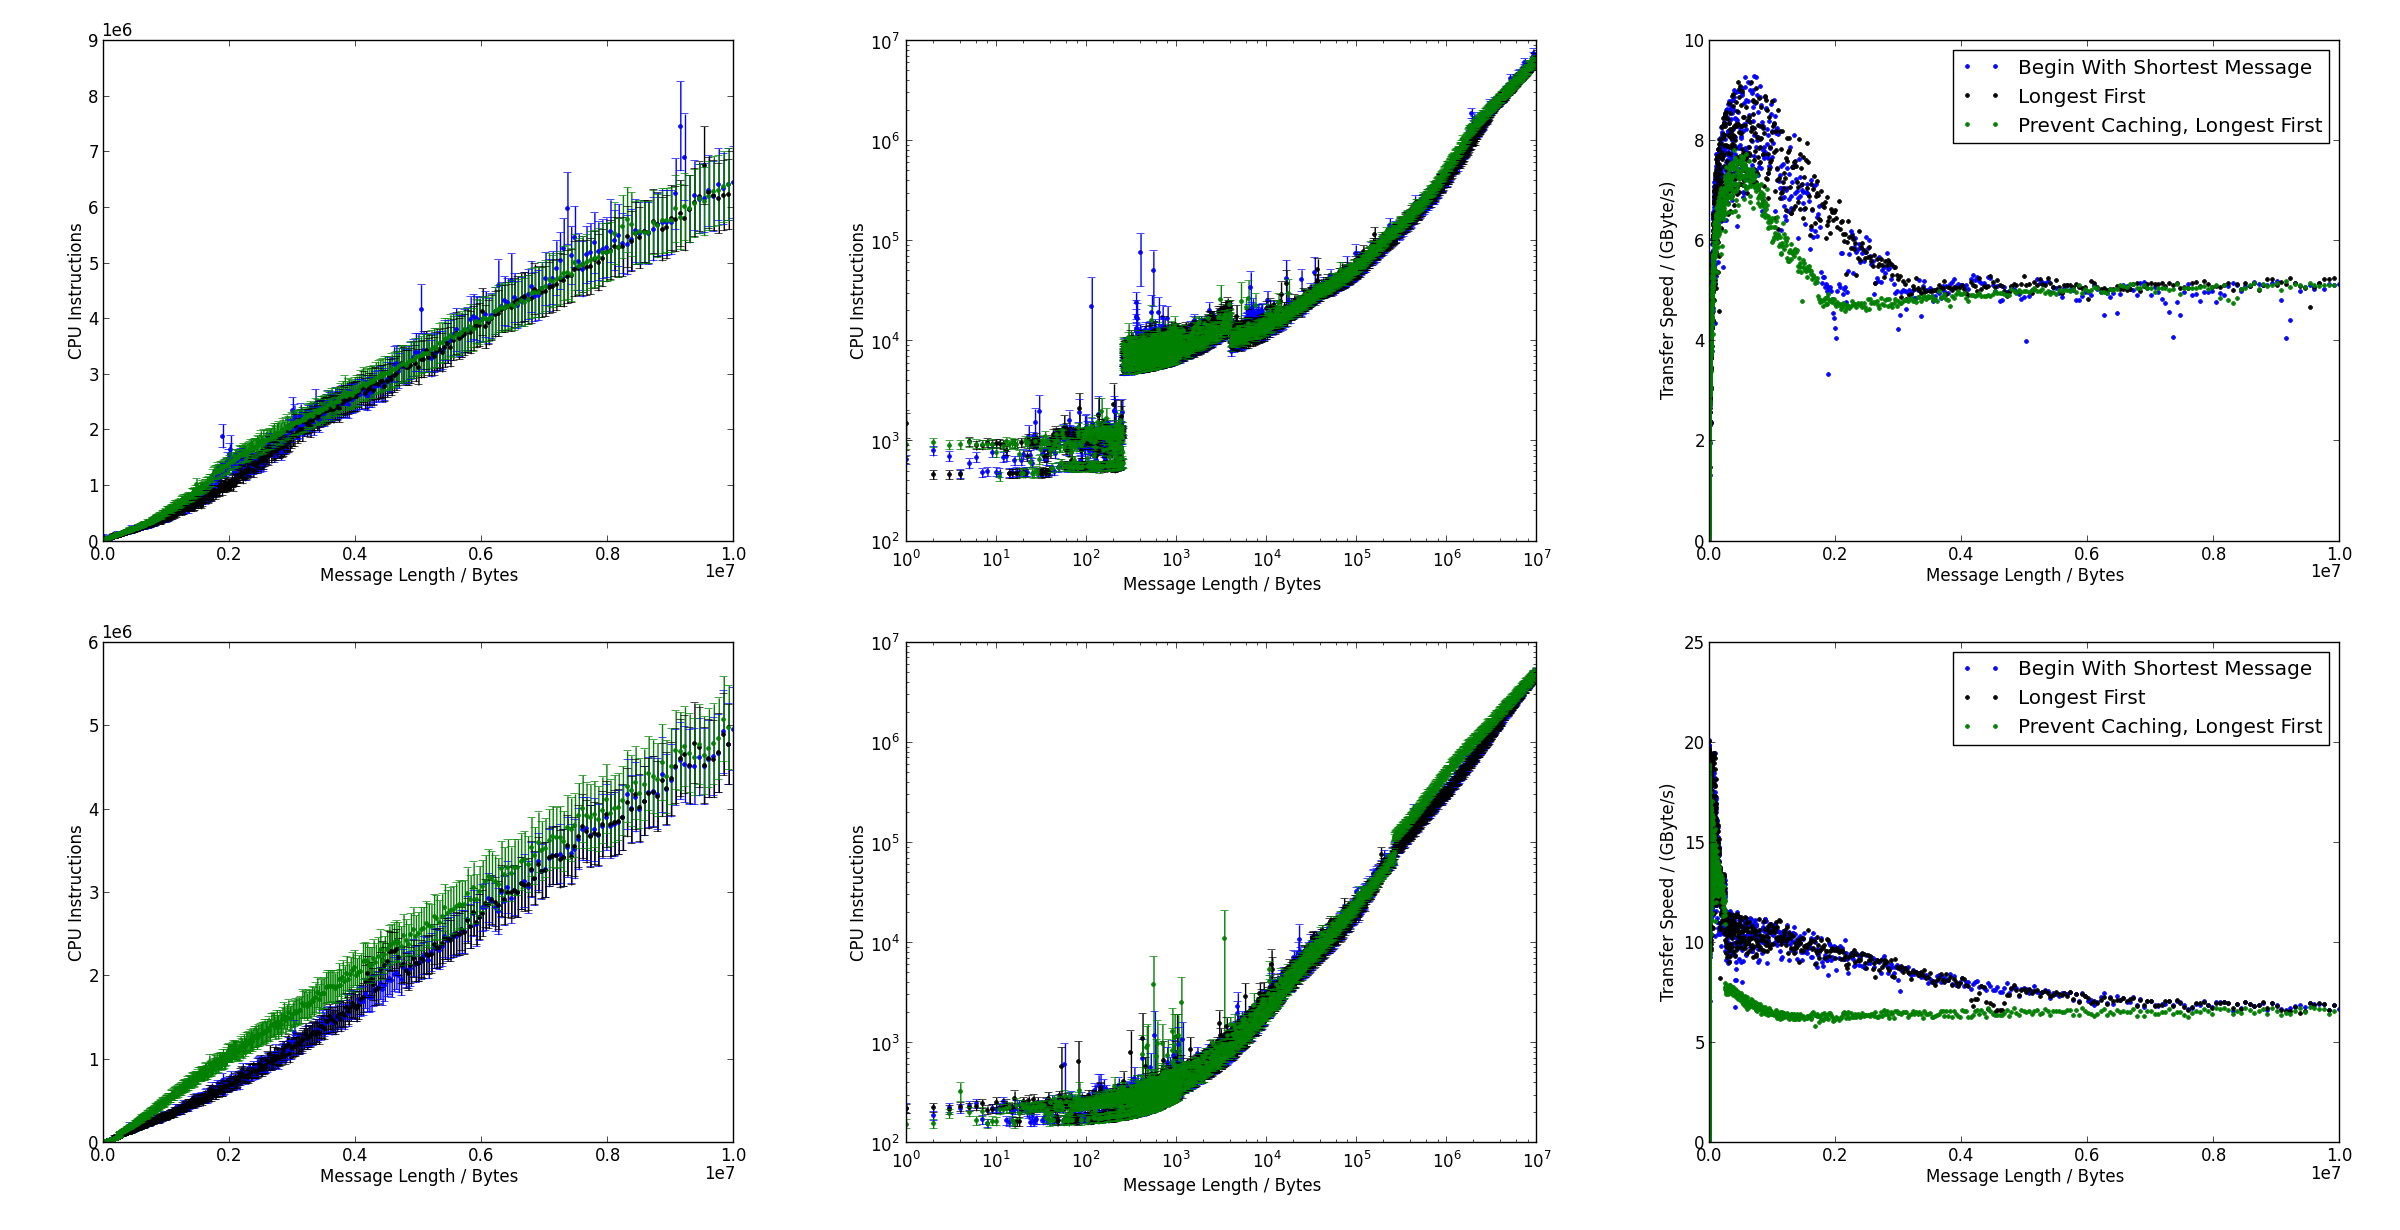 1e6
9
8
7
6
5
4
3
2
1
0
CPU Instructions
0.0 0.2 0.4 0.6 0.8 1.0
1e7
Message Length / Bytes
10^7
10^6
10^5
10^4
10^3
10^2
CPU Instructions
10^0 10^1 10^2 10^3 10^4 10^5 10^6 10^7
Message Length / Bytes
10
8
6
4
2
0
Transfer Speed / (GByte/s)
Begin With Shortest Message
Longest First
Prevent Caching, Longest First
0.0 0.2 0.4 0.6 0.8 1.0
1e7
Message Length / Bytes
1e6
6
5
4
3
2
1
0
CPU Instructions
0.0 0.2 0.4 0.6 0.8 1.0
1e7
Message Length / Bytes
10^7
10^6
10^5
10^4
10^3
10^2
CPU Instructions
10^0 10^1 10^2 10^3 10^4 10^5 10^6 10^7
Message Length / Bytes
25
20
15
10
5
0
Transfer Speed / (GByte/s)
Begin With Shortest Message
Longest First
Prevent Caching, Longest First
0.0 0.2 0.4 0.6 0.8 1.0
1e7
Message Length / Bytes